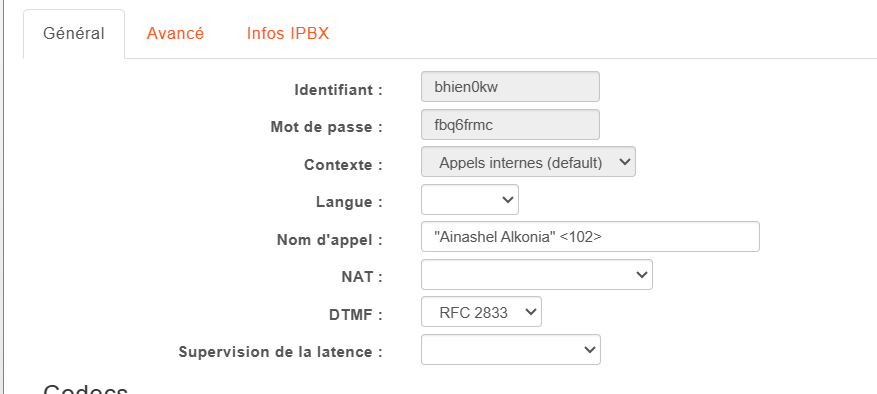 Général Avancé Infos IPBX
Identifiant : bhien0kw
Mot de passe : fbq6frmc
Contexte : Appels internes (default)
Langue :
Nom d'appel : "Ainashel Alkonia" <102>
NAT :
DTMF : RFC 2833
Supervision de la latence :
Codecs